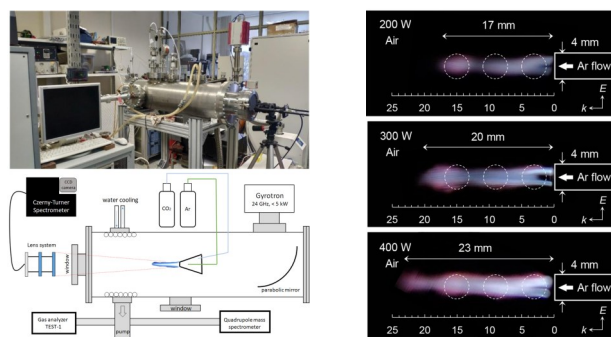 CCD
camera
Czerny-Turner
Spectrometer
water cooling
CO₂
Ar
Gyrotron
24 GHz, < 5 kW
Lens system
window
parabolic mirror
window
Gas analyzer
TEST-1
pump
Quadrupole mass
spectrometer
200 W
Air
17 mm
4 mm
Ar flow
E
k
25 20 15 10 5 0
300 W
Air
20 mm
4 mm
Ar flow
E
k
25 20 15 10 5 0
400 W
Air
23 mm
4 mm
Ar flow
E
k
25 20 15 10 5 0